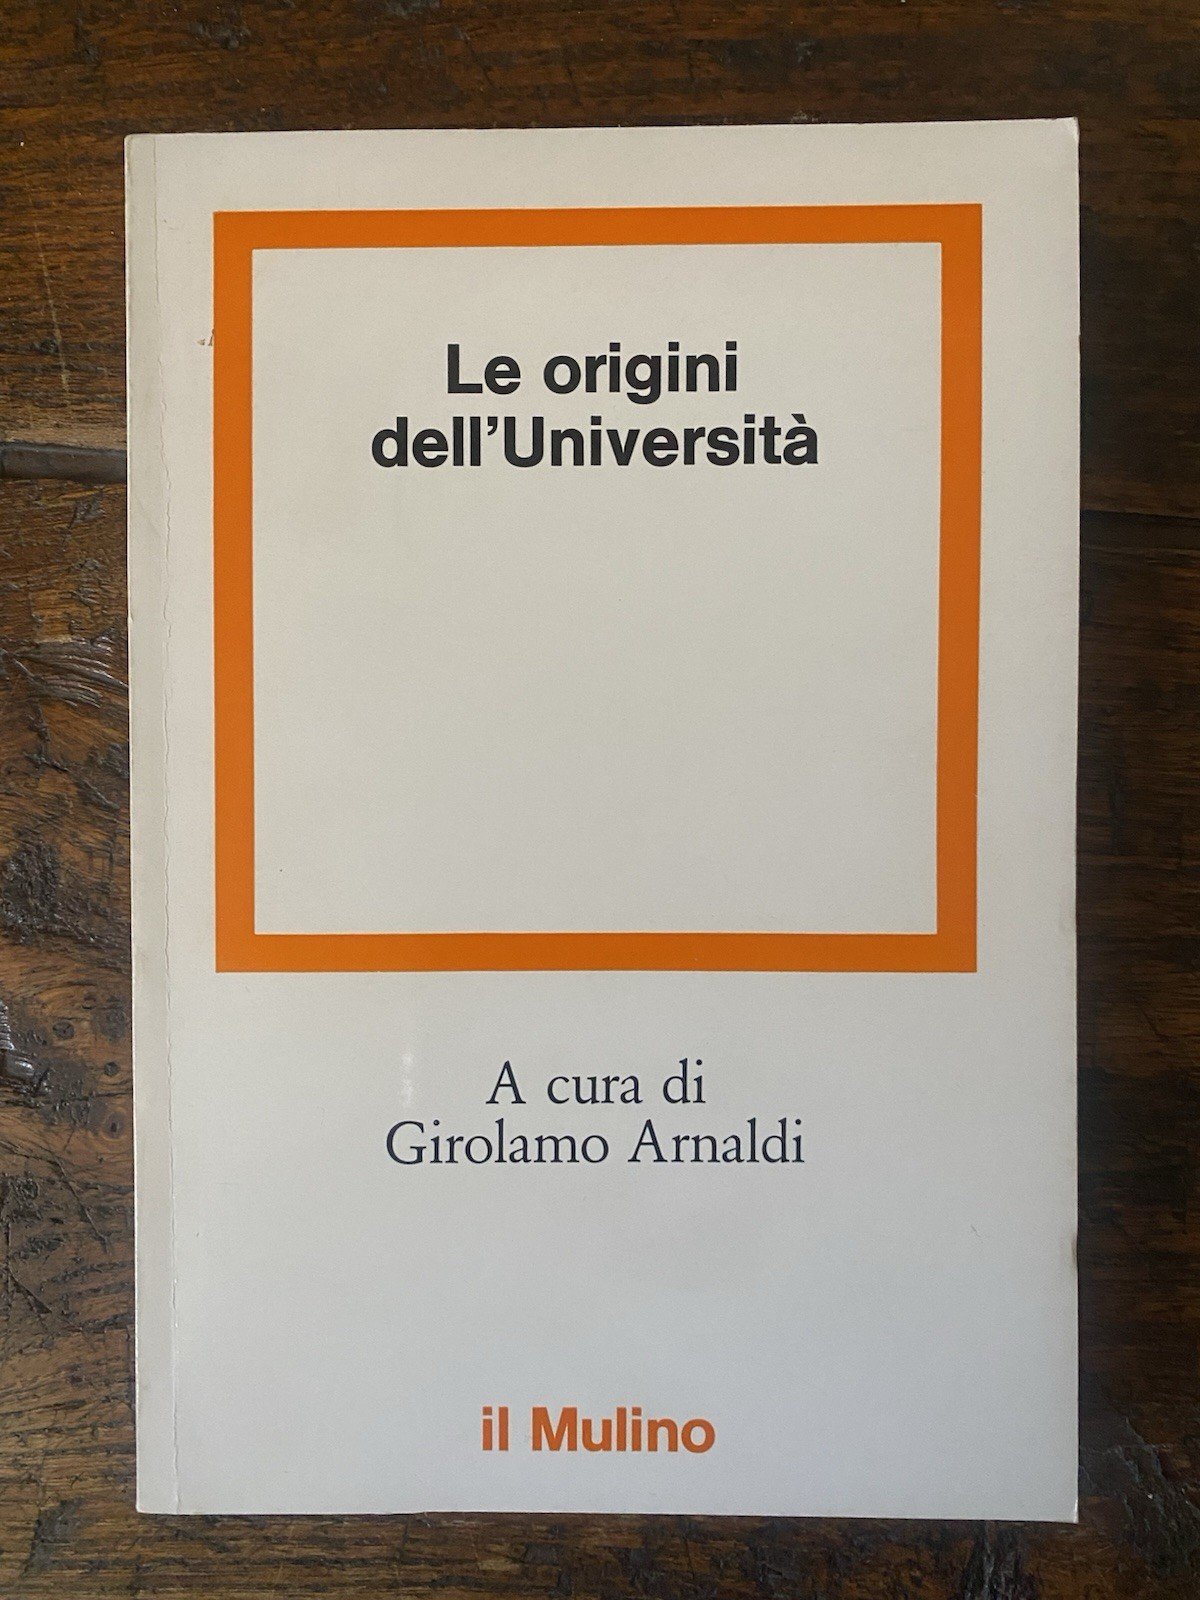 Le origini
dell’Università
A cura di
Girolamo Arnaldi
il Mulino